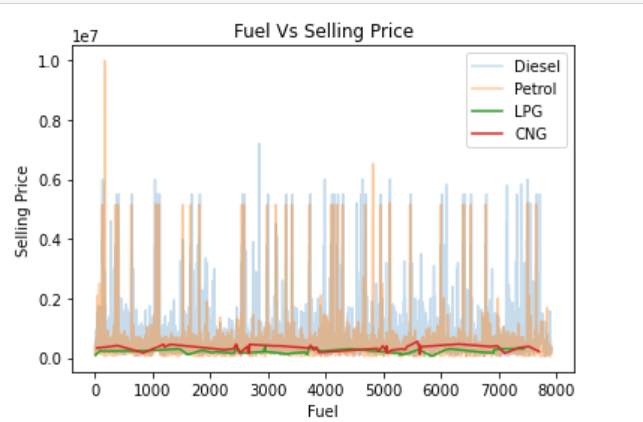 Fuel Vs Selling Price
1e7
1.0
0.8
0.6
0.4
0.2
0.0
Selling Price
Diesel
Petrol
LPG
CNG
0 1000 2000 3000 4000 5000 6000 7000 8000
Fuel